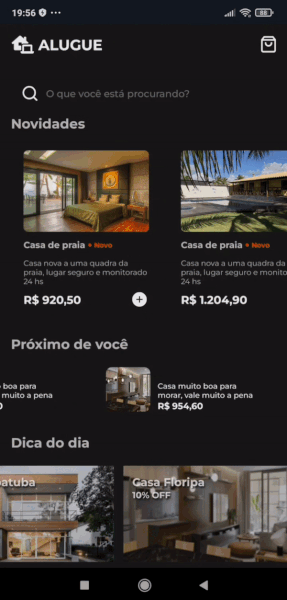 19:56
88
ALUGUE
O que você está procurando?
Novidades
Casa de praia • Novo
Casa nova a uma quadra da
praia, lugar seguro e monitorado
24 hs
R$ 920,50
Casa de praia • Novo
Casa nova a uma quadra da
praia, lugar seguro e monito
24 hs
R$ 1.204,90
Próximo de você
boa para
muito a pena
0
Casa muito boa para
morar, vale muito a pena
R$ 954,60
Dica do dia
atuba
Casa Floripa
10% OFF